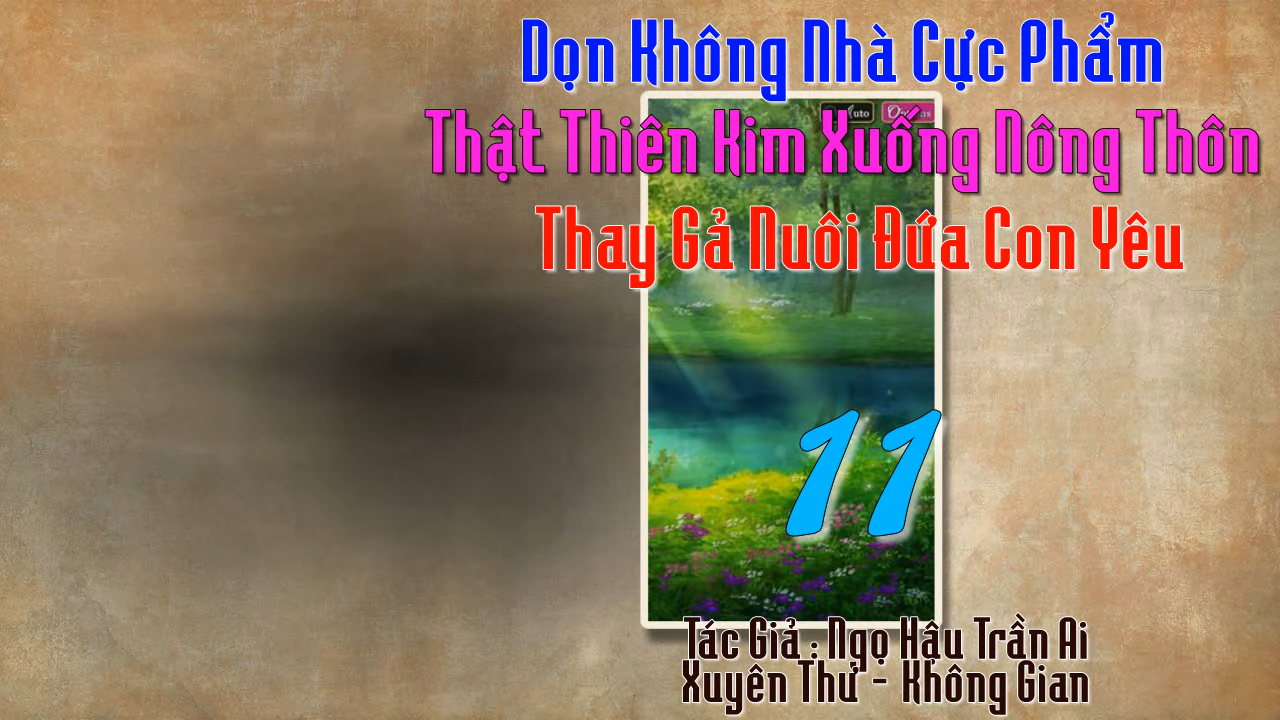 Dọn Không Nhà Cực Phẩm
Thật Thiên Kim Xuống Nông Thôn
Thay Gả Nuôi Đứa Con Yêu
11
Tác Giả : Ngọ Hậu Trần Ai
Xuyên Thư - Không Gian